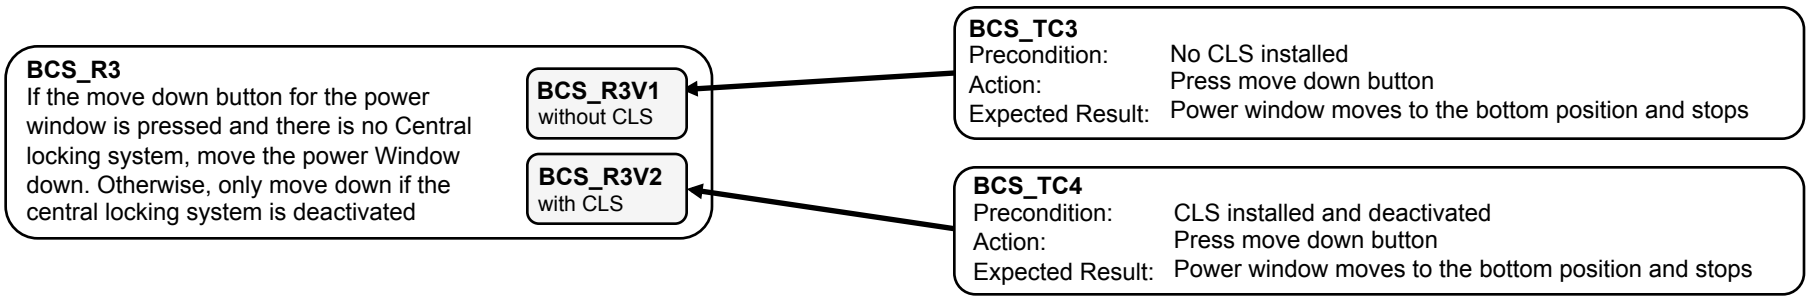 BCS_R3
If the move down button for the power
window is pressed and there is no Central
locking system, move the power Window
down. Otherwise, only move down if the
central locking system is deactivated
BCS_R3V1
without CLS
BCS_R3V2
with CLS
BCS_TC3
Precondition: No CLS installed
Action: Press move down button
Expected Result: Power window moves to the bottom position and stops
BCS_TC4
Precondition: CLS installed and deactivated
Action: Press move down button
Expected Result: Power window moves to the bottom position and stops